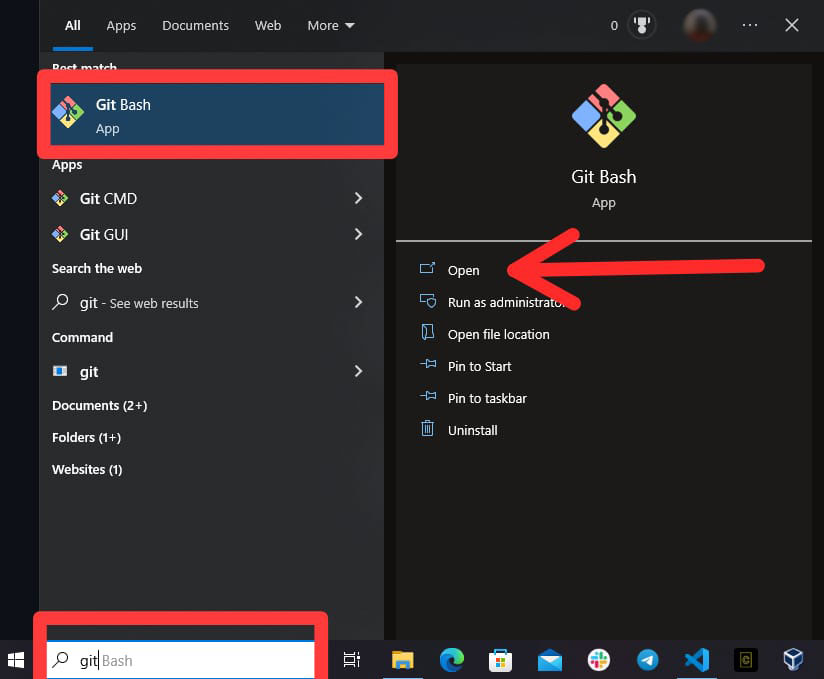 All Apps Documents Web More 0 ...
Best match
Git Bash
App
Apps
Git CMD
Git GUI
Search the web
git - See web results
Command
git
Documents (2+)
Folders (1+)
Websites (1)
Git Bash
App
Open
Run as administrator
Open file location
Pin to Start
Pin to taskbar
Uninstall
git Bash